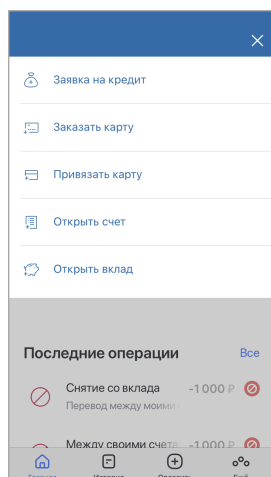 Заявка на кредит
Заказать карту
Привязать карту
Открыть счет
Открыть вклад
Последние операции Все
Снятие со вклада -1 000 ₽
Перевод между моими
Между своими счета -1 000 ₽